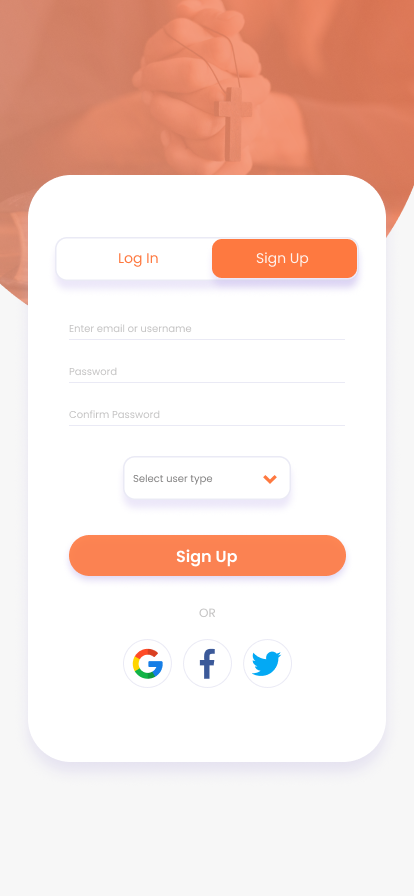 Log In
Sign Up
Enter email or username
Password
Confirm Password
Select user type
Sign Up
OR